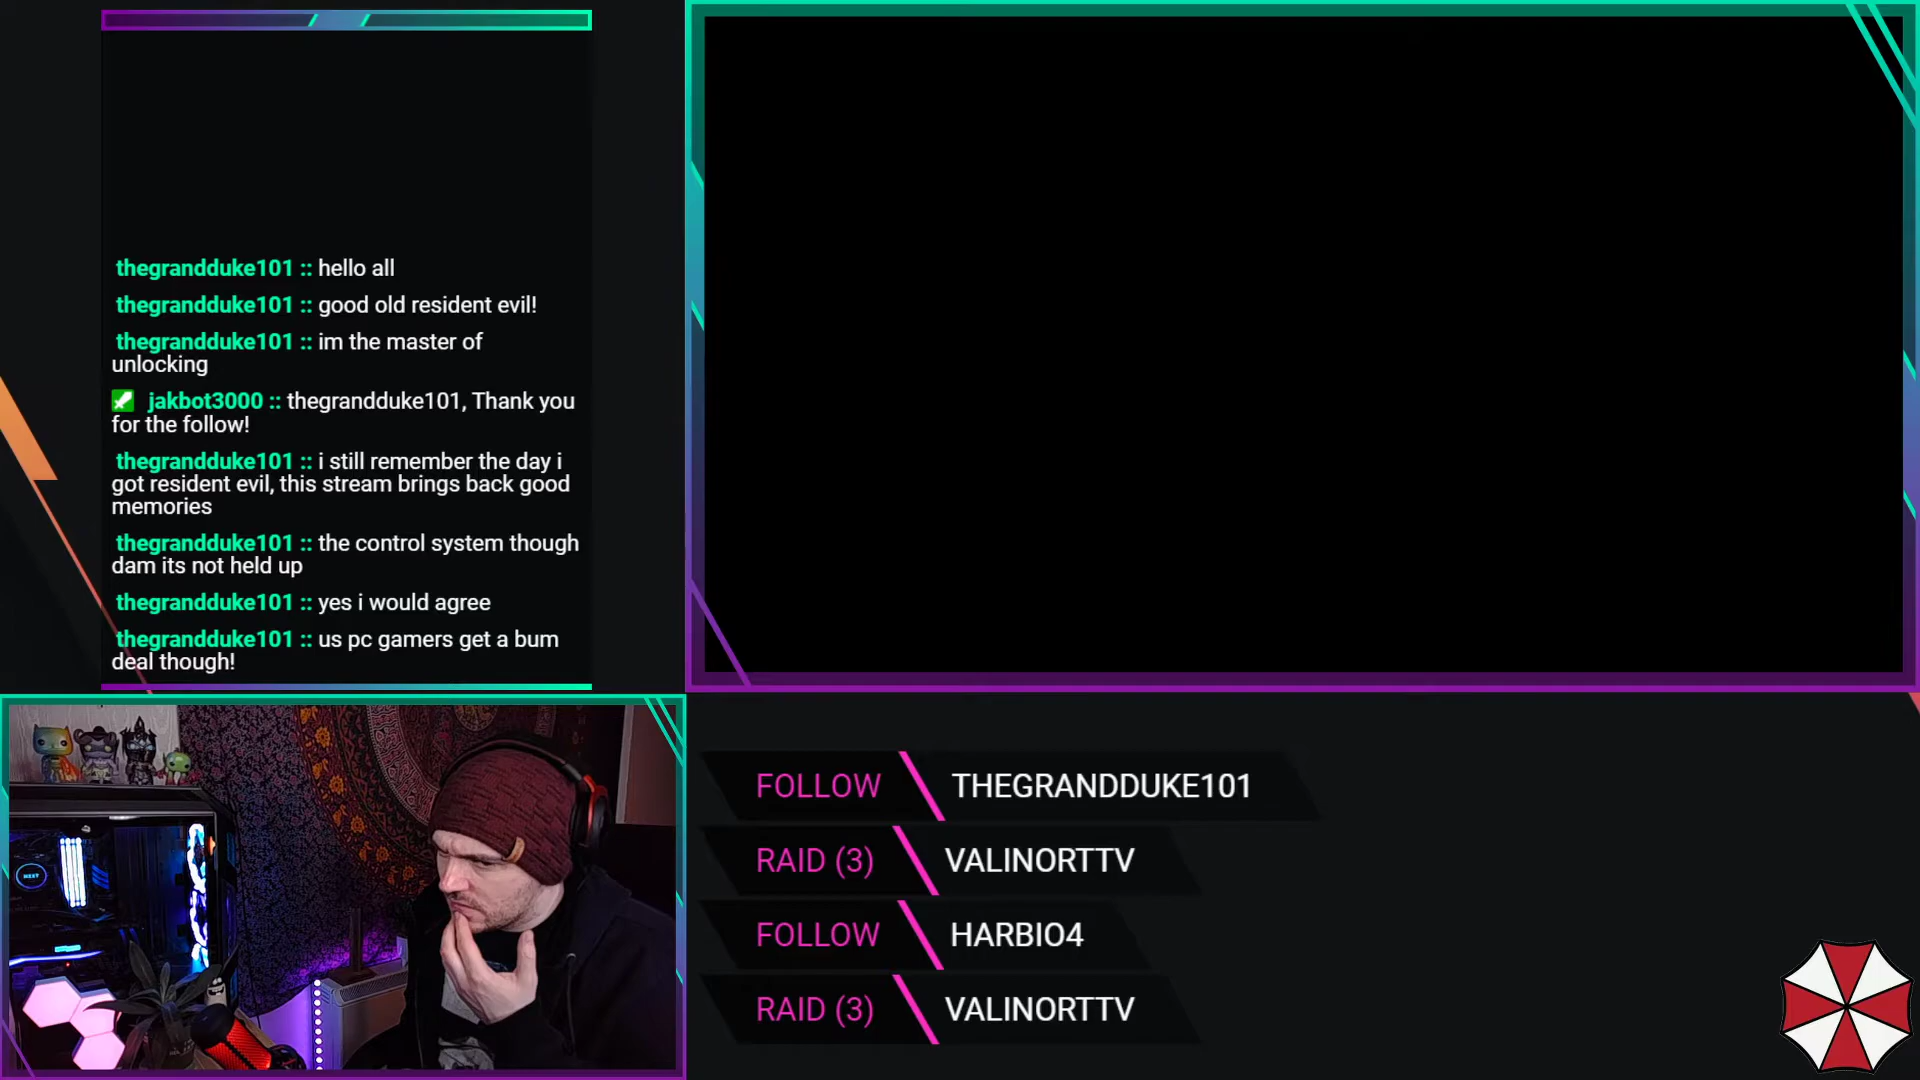 thegrandduke101 :: hello all
thegrandduke101 :: good old resident evil!
thegrandduke101 :: im the master of
unlocking
jakbot3000 :: thegrandduke101, Thank you
for the follow!
thegrandduke101 :: i still remember the day i
got resident evil, this stream brings back good
memories
thegrandduke101 :: the control system though
dam its not held up
thegrandduke101 :: yes i would agree
thegrandduke101 :: us pc gamers get a bum
deal though!
FOLLOW THEGRANDDUKE101
RAID (3) VALINORTTV
FOLLOW HARBIO4
RAID (3) VALINORTTV
NZXT